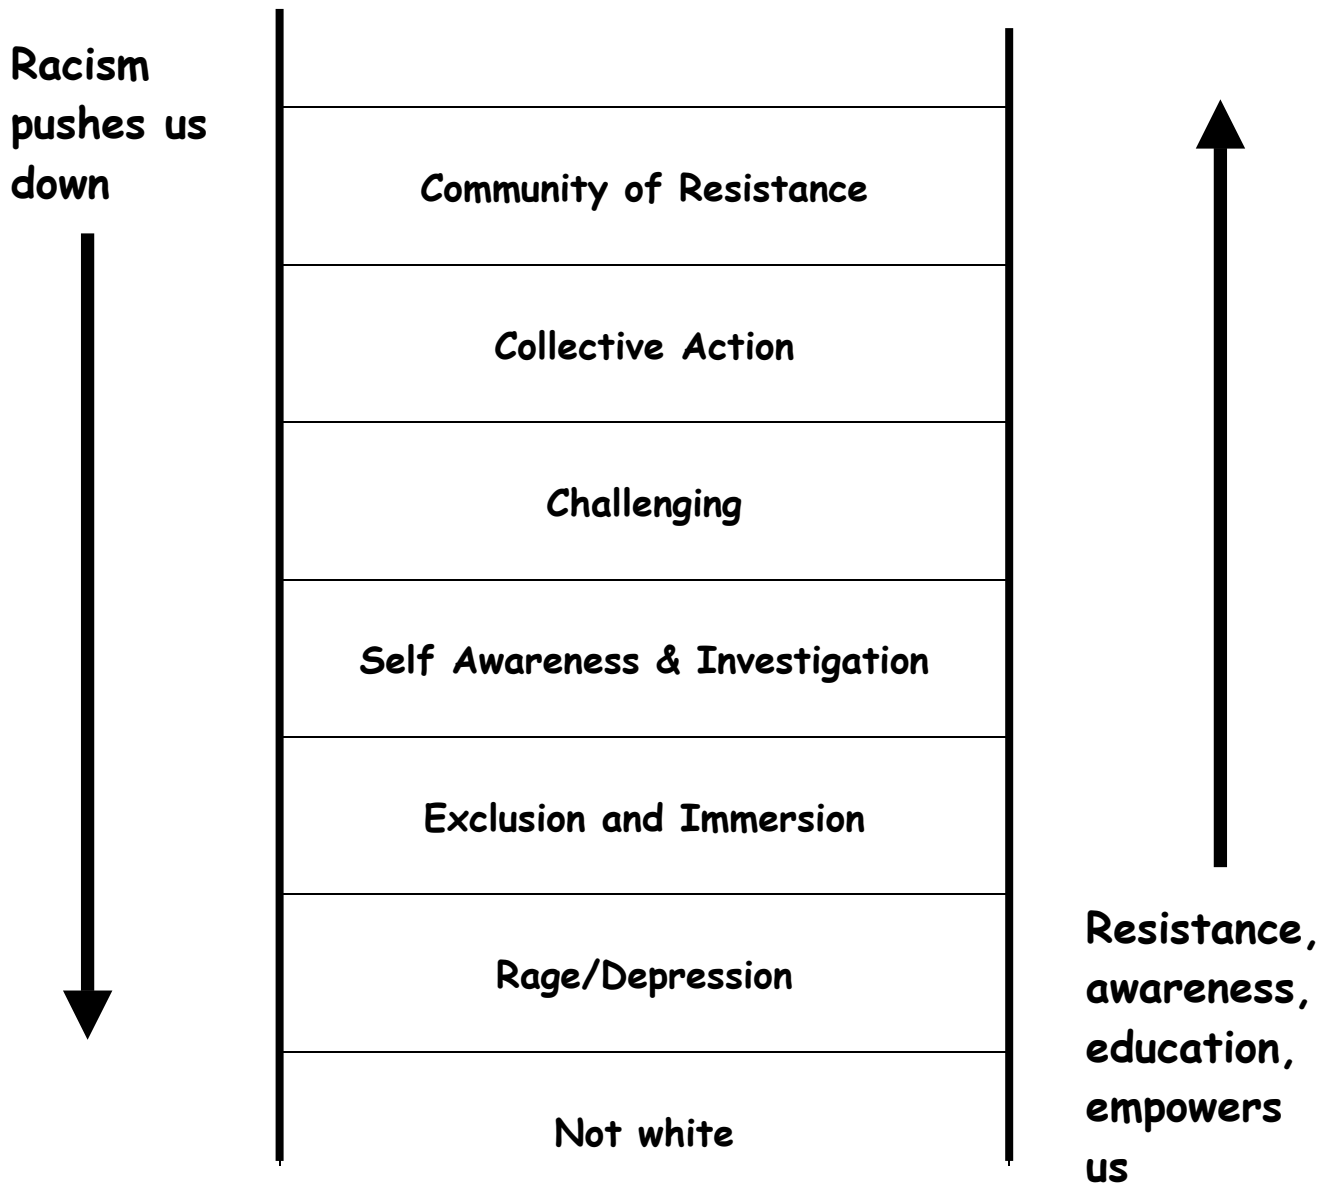 Racism
pushes us
down
Community of Resistance
Collective Action
Challenging
Self Awareness & Investigation
Exclusion and Immersion
Rage/Depression
Not white
Resistance,
awareness,
education,
empowers
us